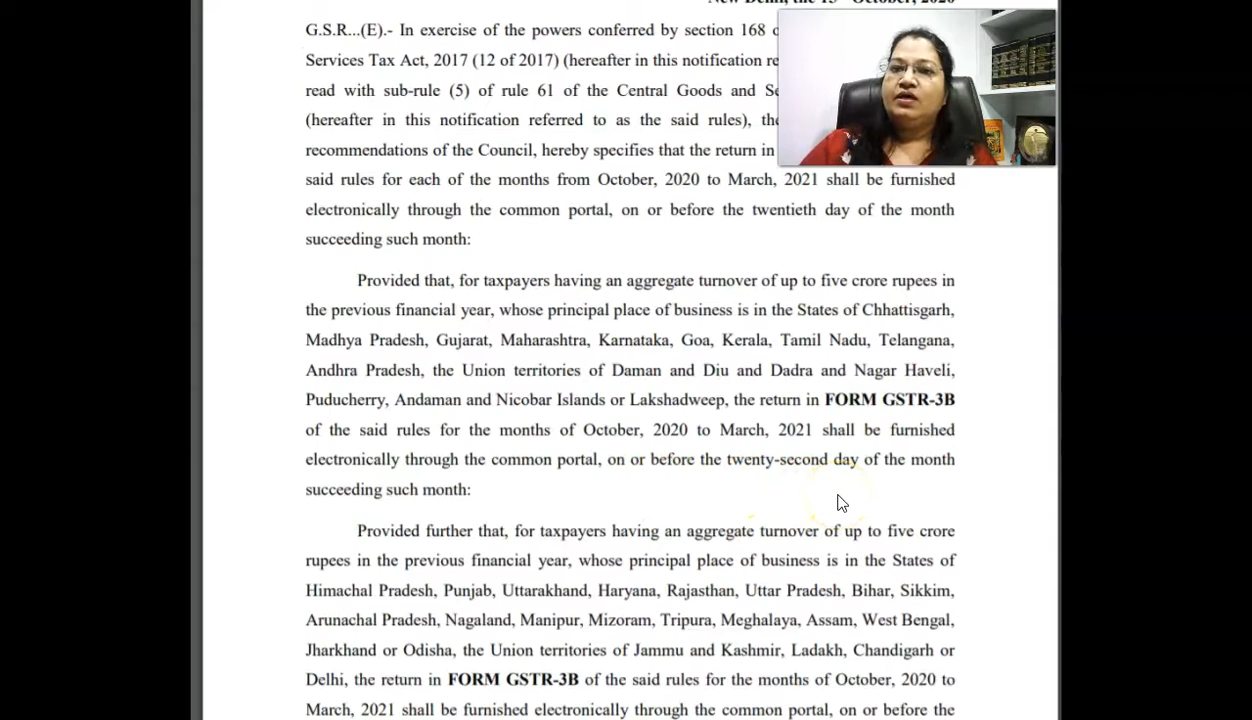 New Delhi, the 15th October, 2020
G.S.R...(E).- In exercise of the powers conferred by section 168
Services Tax Act, 2017 (12 of 2017) (hereafter in this notification
read with sub-rule (5) of rule 61 of the Central Goods and
(hereafter in this notification referred to as the said rules),
recommendations of the Council, hereby specifies that the return in
said rules for each of the months from October, 2020 to March, 2021 shall be furnished
electronically through the common portal, on or before the twentieth day of the month
succeeding such month:
Provided that, for taxpayers having an aggregate turnover of up to five crore rupees in
the previous financial year, whose principal place of business is in the States of Chhattisgarh,
Madhya Pradesh, Gujarat, Maharashtra, Karnataka, Goa, Kerala, Tamil Nadu, Telangana,
Andhra Pradesh, the Union territories of Daman and Diu and Dadra and Nagar Haveli,
Puducherry, Andaman and Nicobar Islands or Lakshadweep, the return in FORM GSTR-3B
of the said rules for the months of October, 2020 to March, 2021 shall be furnished
electronically through the common portal, on or before the twenty-second day of the month
succeeding such month:
Provided further that, for taxpayers having an aggregate turnover of up to five crore
rupees in the previous financial year, whose principal place of business is in the States of
Himachal Pradesh, Punjab, Uttarakhand, Haryana, Rajasthan, Uttar Pradesh, Bihar, Sikkim,
Arunachal Pradesh, Nagaland, Manipur, Mizoram, Tripura, Meghalaya, Assam, West Bengal,
Jharkhand or Odisha, the Union territories of Jammu and Kashmir, Ladakh, Chandigarh or
Delhi, the return in FORM GSTR-3B of the said rules for the months of October, 2020 to
March, 2021 shall be furnished electronically through the common portal, on or before the